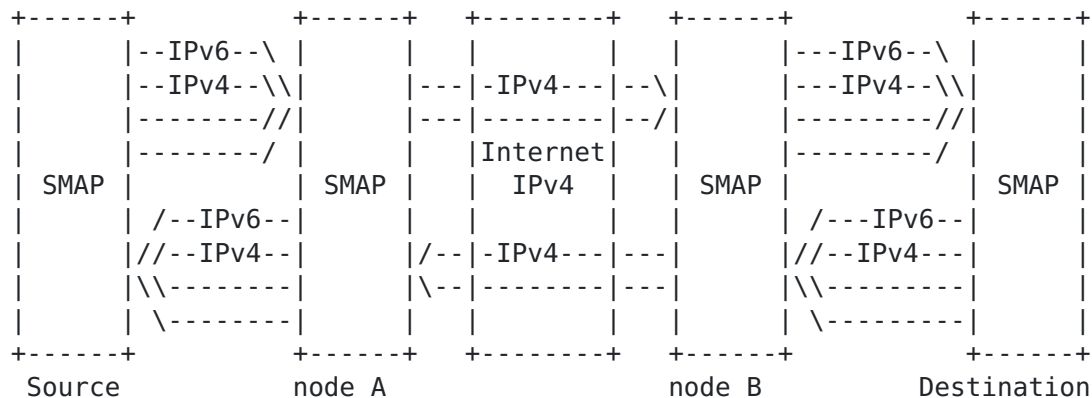 +------+            +------+   +--------+   +------+            +------+
|      |--IPv6--\ |      |   |        |   |      |---IPv6--\ |      |
|      |--IPv4--\\|      |---|-IPv4---|--\|      |---IPv4--\\|      |
|      |--------//|      |---|--------|--/|      |---------//|      |
|      |--------/ |      |   |Internet|   |      |---------/ |      |
| SMAP |          | SMAP |   |  IPv4  |   | SMAP |           | SMAP |
|      | /--IPv6--|      |   |        |   |      | /---IPv6--|      |
|      |//--IPv4--|      |/--|-IPv4---|---|      |//--IPv4---|      |
|      |\\--------|      |\--|--------|---|      |\\---------|      |
|      | \--------|      |   |        |   |      | \---------|      |
+------+          +------+   +--------+   +------+           +------+
Source node A node B Destination